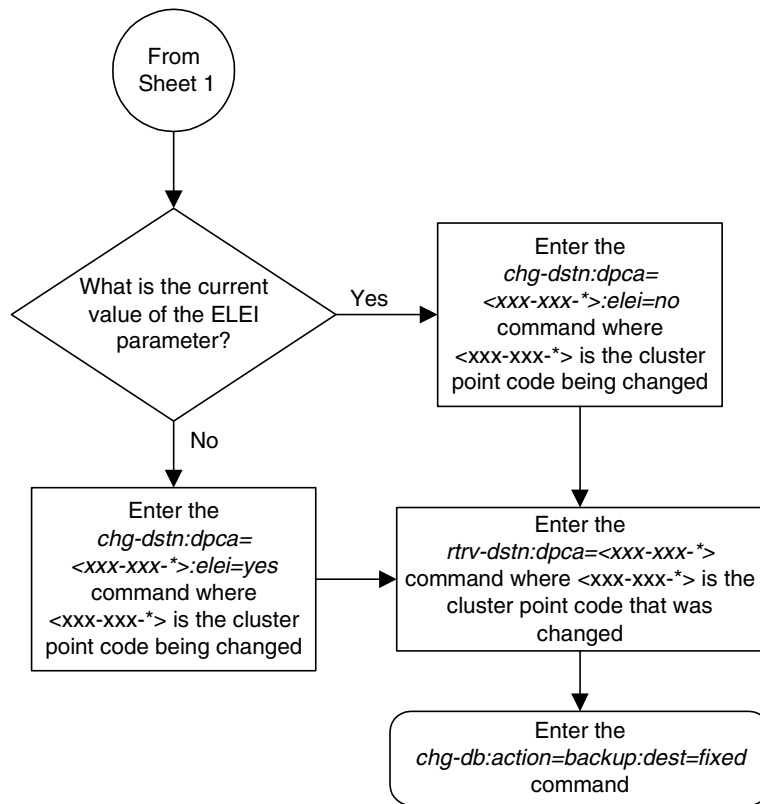 From
Sheet 1
What is the current
value of the ELEI
parameter?
Yes
No
Enter the
chg-dstn:dpca=
<xxx-xxx-*>:elei=no
command where
<xxx-xxx-*> is the cluster
point code being changed
Enter the
chg-dstn:dpca=
<xxx-xxx-*>:elei=yes
command where
<xxx-xxx-*> is the cluster
point code being changed
Enter the
rtrv-dstn:dpca=<xxx-xxx-*>
command where <xxx-xxx-*> is the
cluster point code that was
changed
Enter the
chg-db:action=backup:dest=fixed
command